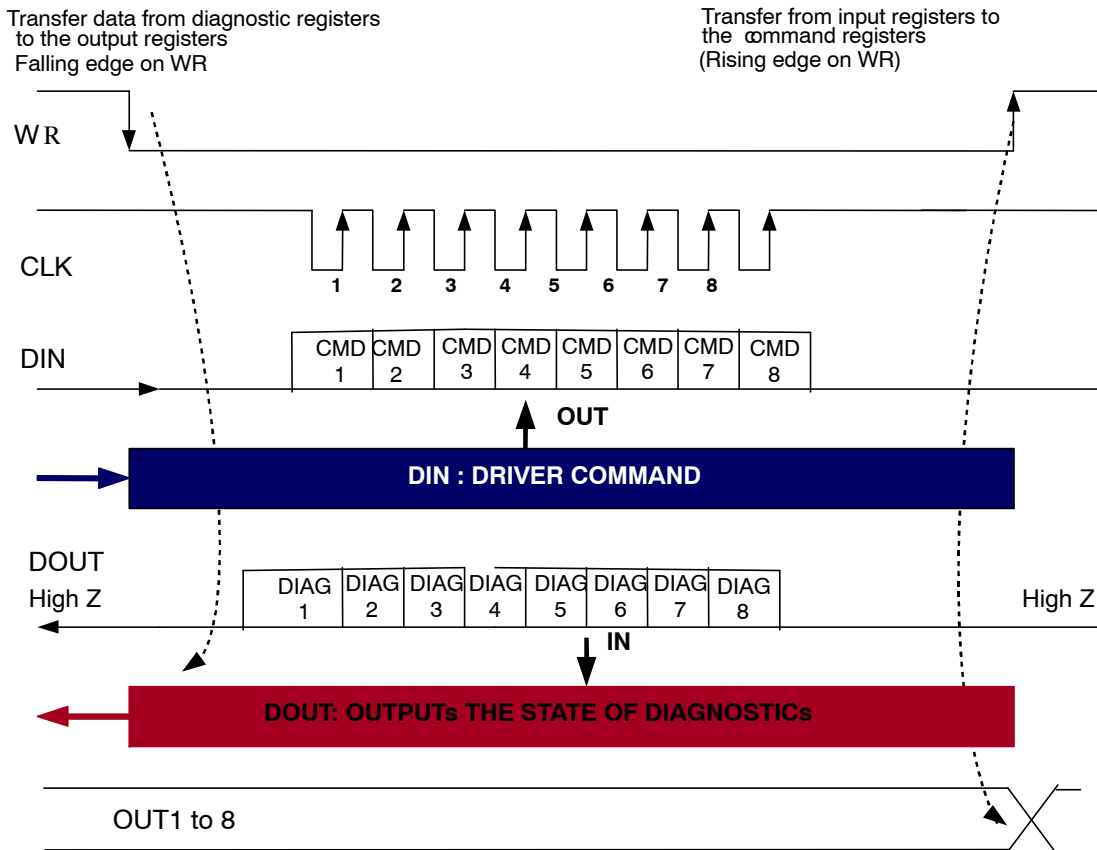 Transfer data from diagnostic registers
to the output registers
Falling edge on WR
Transfer from input registers to
the command registers
(Rising edge on WR)
WR
CLK
1 2 3 4 5 6 7 8
DIN
CMD CMD CMD CMD CMD CMD CMD CMD
1 2 3 4 5 6 7 8
OUT
DIN : DRIVER COMMAND
DOUT
High Z
DIAG DIAG DIAG DIAG DIAG DIAG DIAG DIAG
1 2 3 4 5 6 7 8
High Z
IN
DOUT: OUTPUTs THE STATE OF DIAGNOSTICs
OUT1 to 8